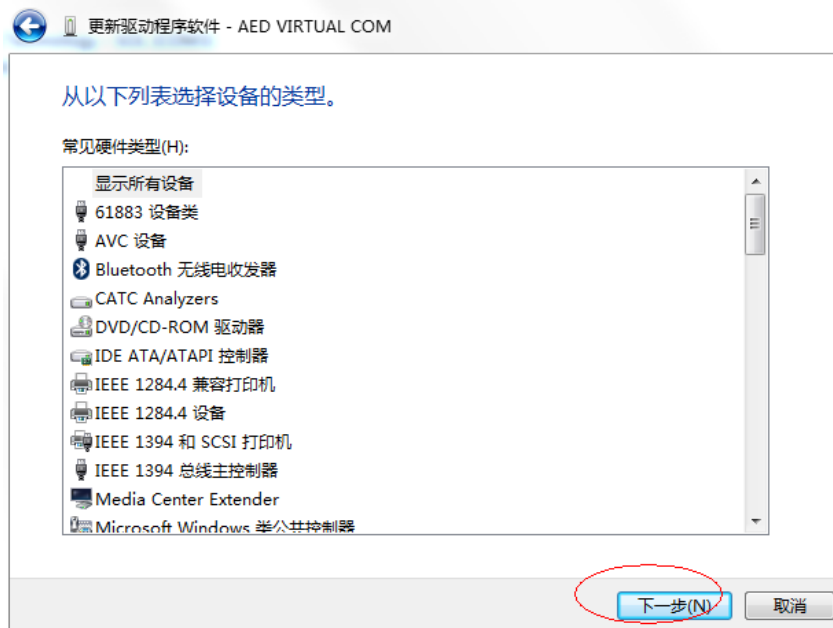 更新驱动程序软件 - AED VIRTUAL COM
从以下列表选择设备的类型。
常见硬件类型(H):
显示所有设备
61883 设备类
AVC 设备
Bluetooth 无线电收发器
CATC Analyzers
DVD/CD-ROM 驱动器
IDE ATA/ATAPI 控制器
IEEE 1284.4 兼容打印机
IEEE 1284.4 设备
IEEE 1394 和 SCSI 打印机
IEEE 1394 总线主控制器
Media Center Extender
Microsoft Windows 类公共控制器
下一步(N)
取消